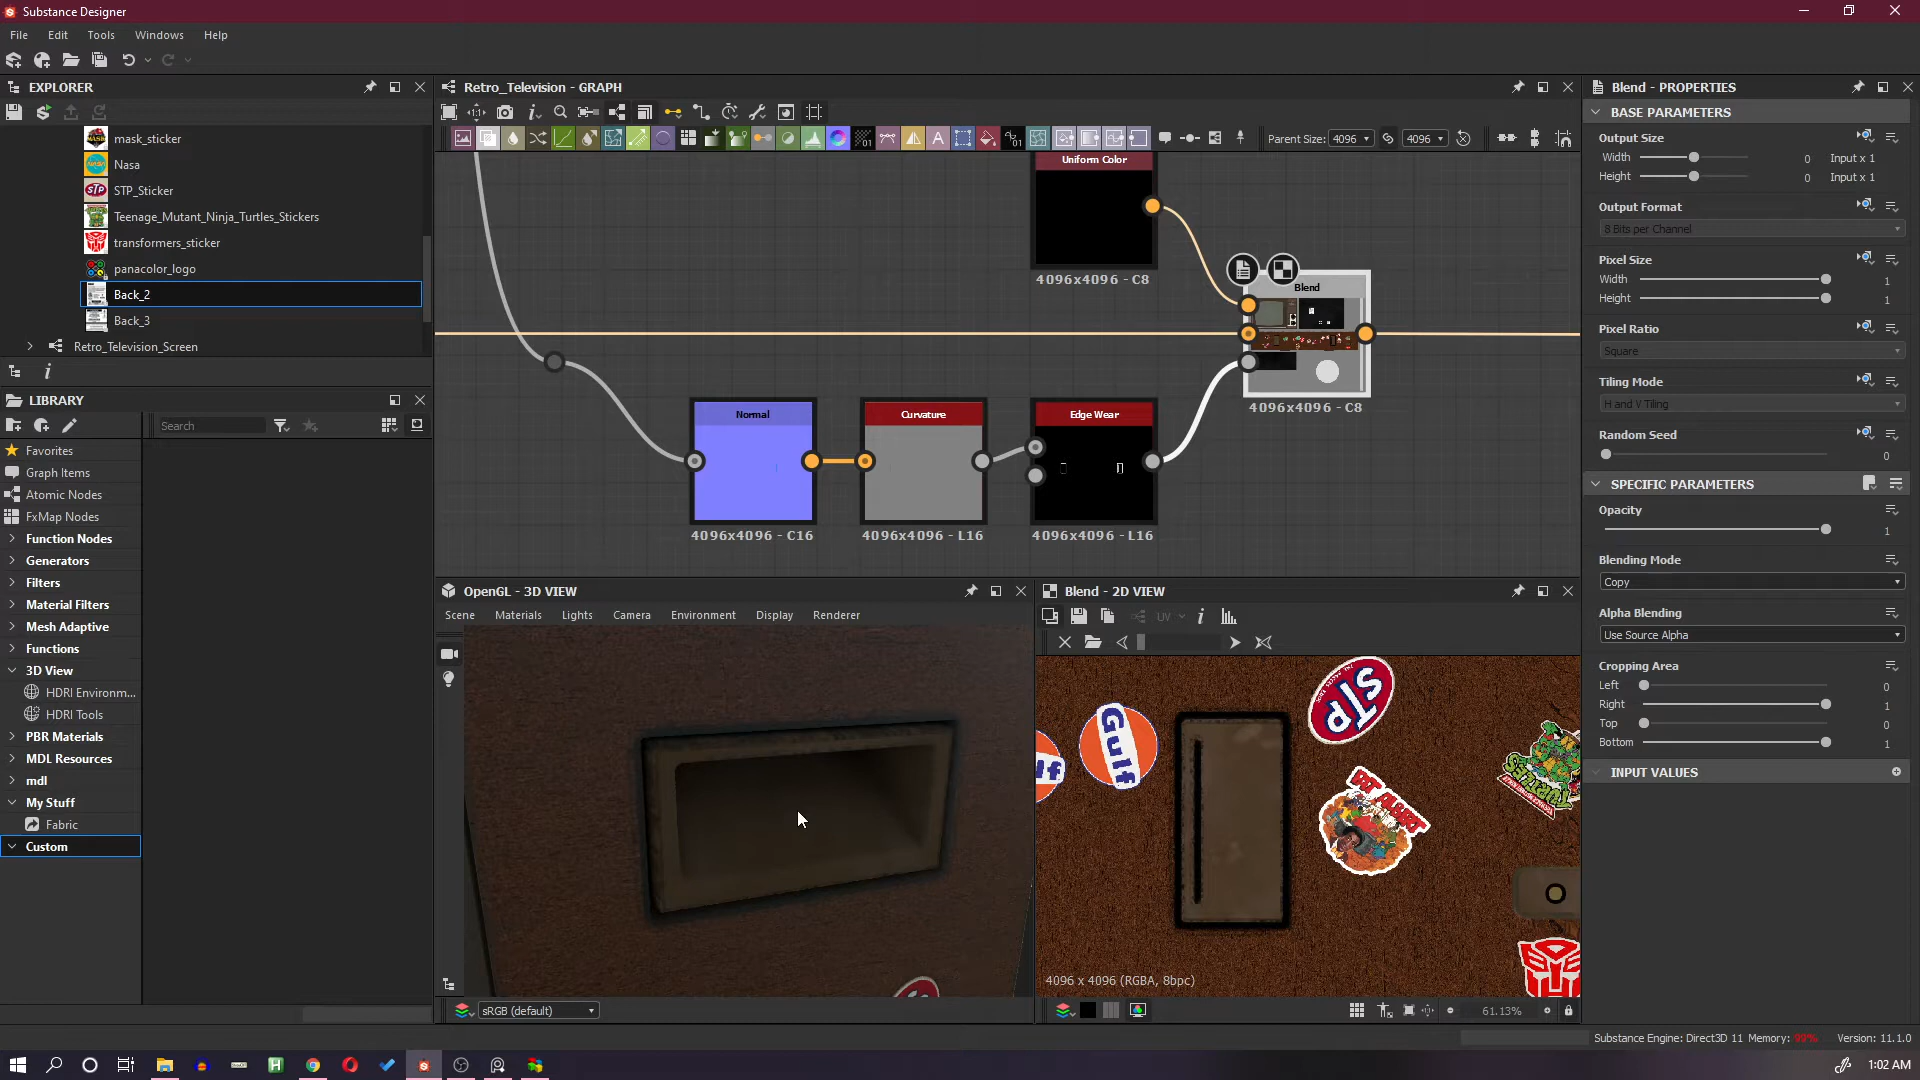 Substance Designer
File Edit Tools Windows Help
EXPLORER
mask_sticker
Nasa
STP_Sticker
Teenage_Mutant_Ninja_Turtles_Stickers
transformers_sticker
panacolor_logo
Back_2
Back_3
Retro_Television_Screen
LIBRARY
Search
Favorites
Graph Items
Atomic Nodes
FxMap Nodes
Function Nodes
Generators
Filters
Material Filters
Mesh Adaptive
Functions
3D View
HDRI Environm...
HDRI Tools
PBR Materials
MDL Resources
mdl
My Stuff
Fabric
Custom
Retro_Television - GRAPH
Parent Size: 4096 4096
Uniform Color
4096x4096 - C8
Blend
4096x4096 - C8
Normal
4096x4096 - C16
Curvature
4096x4096 - L16
Edge Wear
4096x4096 - L16
OpenGL - 3D VIEW
Scene Materials Lights Camera Environment Display Renderer
sRGB (default)
Blend - 2D VIEW
UV
Gulf
STP
4096 x 4096 (RGBA, 8bpc)
61.13%
Blend - PROPERTIES
BASE PARAMETERS
Output Size
Width 0 Input x 1
Height 0 Input x 1
Output Format
8 Bits per Channel
Pixel Size
Width 1
Height 1
Pixel Ratio
Square
Tiling Mode
H and V Tiling
Random Seed
0
SPECIFIC PARAMETERS
Opacity
1
Blending Mode
Copy
Alpha Blending
Use Source Alpha
Cropping Area
Left 0
Right 1
Top 0
Bottom 1
INPUT VALUES
Substance Engine: Direct3D 11 Memory: 99% Version: 11.1.0
1:02 AM